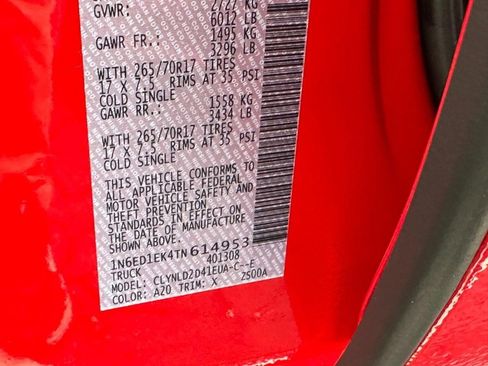 2727 KG
GVWR: 6012 LB
1495 KG
GAWR FR.: 3296 LB
WITH 265/70R17 TIRES
17 X 7.5 RIMS AT 35 PSI
COLD SINGLE
1558 KG
GAWR RR.: 3434 LB
WITH 265/70R17 TIRES
17 X 7.5 RIMS AT 35 PSI
COLD SINGLE
THIS VEHICLE CONFORMS TO
ALL APPLICABLE FEDERAL
MOTOR VEHICLE SAFETY AND
THEFT PREVENTION
STANDARDS IN EFFECT ON
THE DATE OF MANUFACTURE
SHOWN ABOVE.
1N6ED1EK4TN614953
TRUCK 401308
MODEL: CLYNLD2D41EUA-C--E
COLOR: A20 TRIM: X 2500A